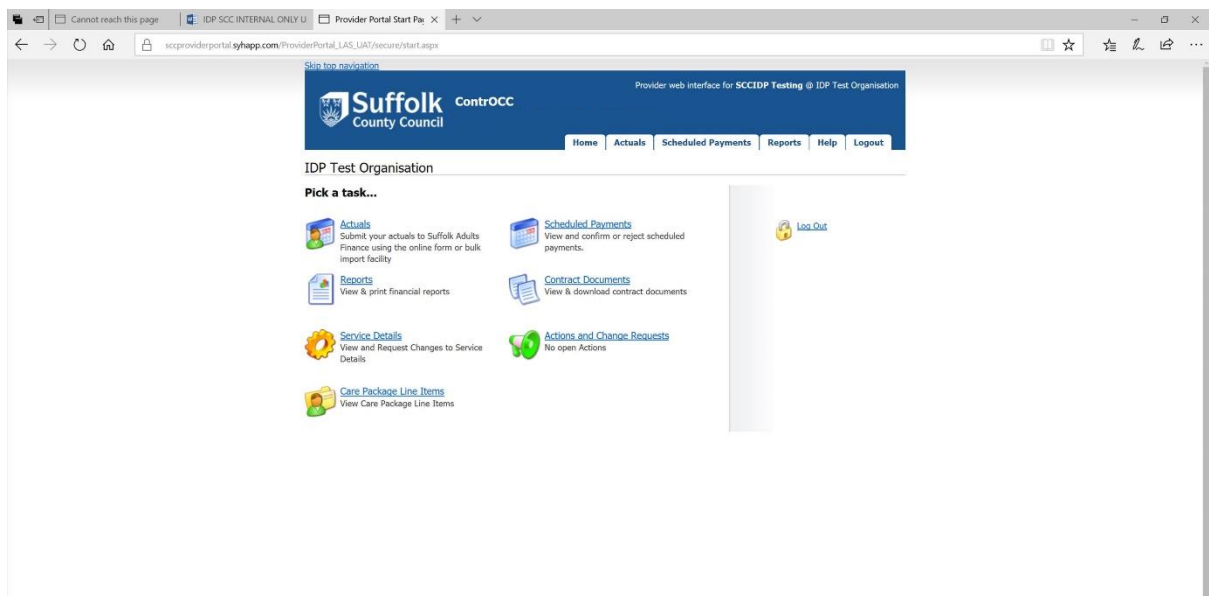 Cannot reach this page
IDP SCC INTERNAL ONLY U
Provider Portal Start Pa
sccproviderportal.syhapp.com/ProviderPortal_LAS_UAT/secure/start.aspx
Skip top navigation
Provider web interface for SCCIDP Testing @ IDP Test Organisation
Suffolk
County Council
ContrOCC
Home Actuals Scheduled Payments Reports Help Logout
IDP Test Organisation
Pick a task...
Actuals
Submit your actuals to Suffolk Adults
Finance using the online form or bulk
import facility
Scheduled Payments
View and confirm or reject scheduled
payments.
Log Out
Reports
View & print financial reports
Contract Documents
View & download contract documents
Service Details
View and Request Changes to Service
Details
Actions and Change Requests
No open Actions
Care Package Line Items
View Care Package Line Items